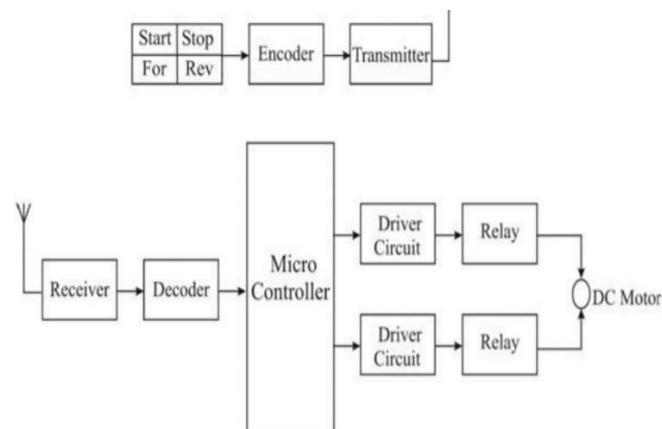 Start Stop
For Rev
Encoder
Transmitter
Receiver
Decoder
Micro
Controller
Driver
Circuit
Relay
DC Motor
Driver
Circuit
Relay